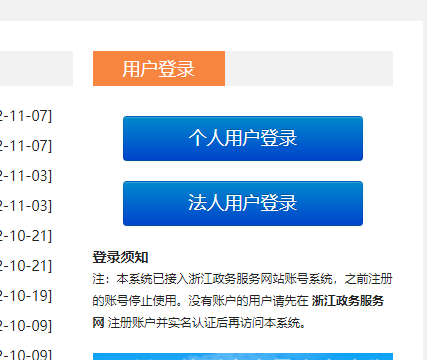 用户登录
2-11-07]
个人用户登录
2-11-07]
2-11-03]
法人用户登录
2-11-03]
2-10-21]
登录须知
2-10-21]
注：本系统已接入浙江政务服务网站账号系统，之前注册
2-10-19]
的账号停止使用。没有账户的用户请先在 浙江政务服务
2-10-09]
网 注册账户并实名认证后再访问本系统。
2-10-09]